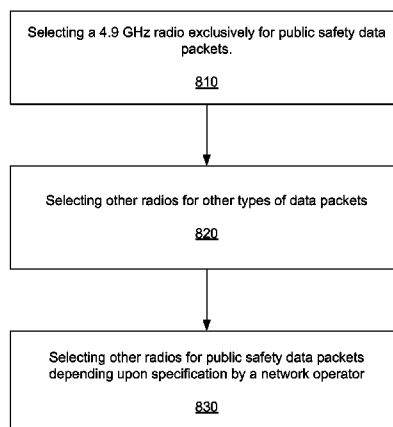 Selecting a 4.9 GHz radio exclusively for public safety data
packets.
810
Selecting other radios for other types of data packets
820
Selecting other radios for public safety data packets
depending upon specification by a network operator
830